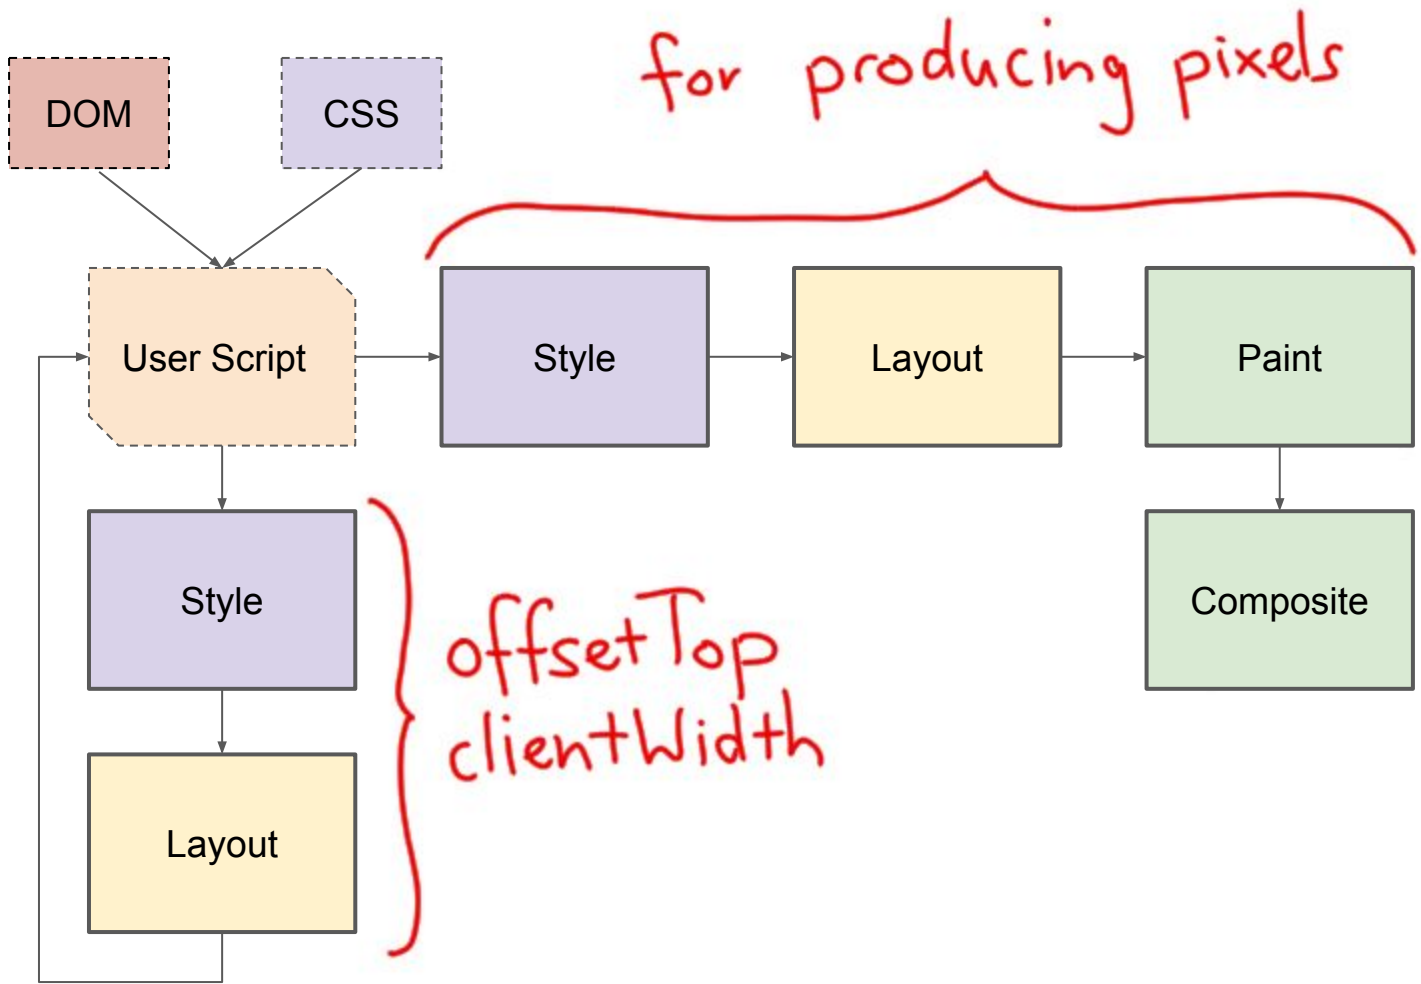 for producing pixels
DOM
CSS
User Script
Style
Layout
Paint
Style
offsetTop
clientWidth
Composite
Layout